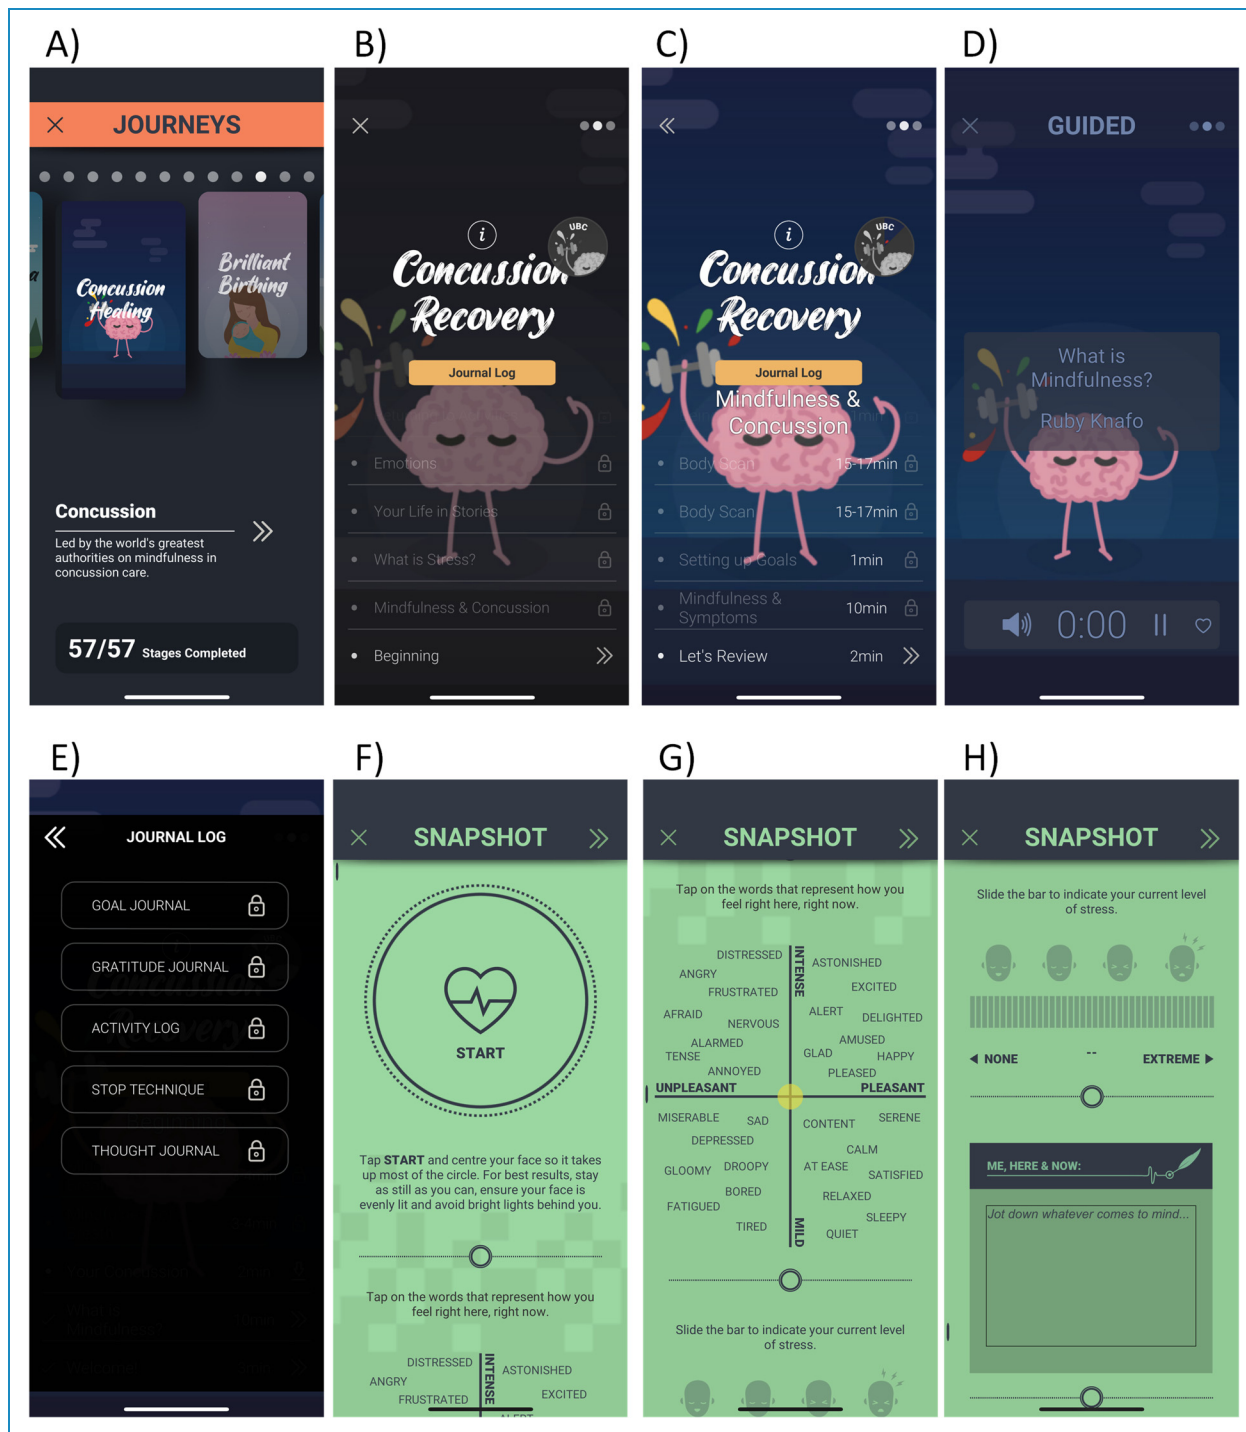 A)
JOURNEYS
Concussion
Healing
Brilliant
Birthing
Concussion
Led by the world's greatest
authorities on mindfulness in
concussion care.
57/57 Stages Completed
B)
i
UBC
Concussion
Recovery
Journal Log
Emotions
Your Life in Stories
What is Stress?
Mindfulness & Concussion
Beginning
C)
i
UBC
Concussion
Recovery
Journal Log
Mindfulness &
Concussion
Body Scan 15-17min
Body Scan 15-17min
Setting up Goals 1min
Mindfulness &
Symptoms 10min
Let's Review 2min
D)
GUIDED
What is
Mindfulness?
Ruby Knafo
0:00
E)
JOURNAL LOG
GOAL JOURNAL
GRATITUDE JOURNAL
ACTIVITY LOG
STOP TECHNIQUE
THOUGHT JOURNAL
Concussion
Recovery
F)
SNAPSHOT
START
Tap START and centre your face so it takes
up most of the circle. For best results, stay
as still as you can, ensure your face is
evenly lit and avoid bright lights behind you.
Tap on the words that represent how you
feel right here, right now.
DISTRESSED
INTENSE
ASTONISHED
ANGRY
EXCITED
FRUSTRATED
ALERT
G)
SNAPSHOT
Tap on the words that represent how you
feel right here, right now.
DISTRESSED
INTENSE
ASTONISHED
ANGRY
EXCITED
FRUSTRATED
ALERT
AFRAID
DELIGHTED
NERVOUS
ALARMED
AMUSED
TENSE
GLAD
HAPPY
ANNOYED
PLEASED
UNPLEASANT
PLEASANT
MISERABLE
SAD
CONTENT
SERENE
DEPRESSED
CALM
GLOOMY
DROOPY
AT EASE
SATISFIED
BORED
RELAXED
FATIGUED
SLEEPY
TIRED
MILD
QUIET
Slide the bar to indicate your current level
of stress.
H)
SNAPSHOT
Slide the bar to indicate your current level
of stress.
NONE -- EXTREME
ME, HERE & NOW:
Jot down whatever comes to mind...